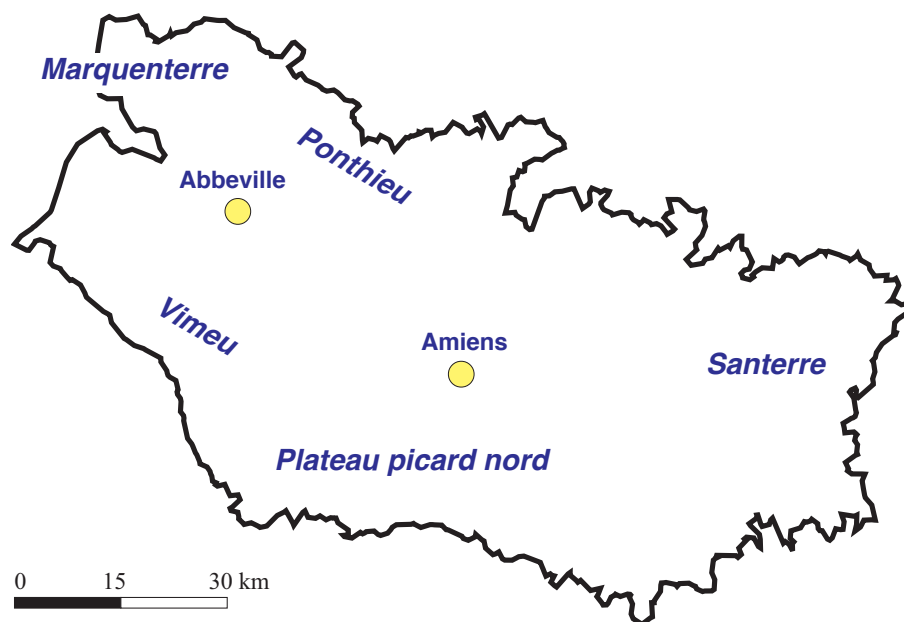 Marquenterre
Ponthieu
Abbeville
Vimeu
Amiens
Santerre
Plateau picard nord
0 15 30 km